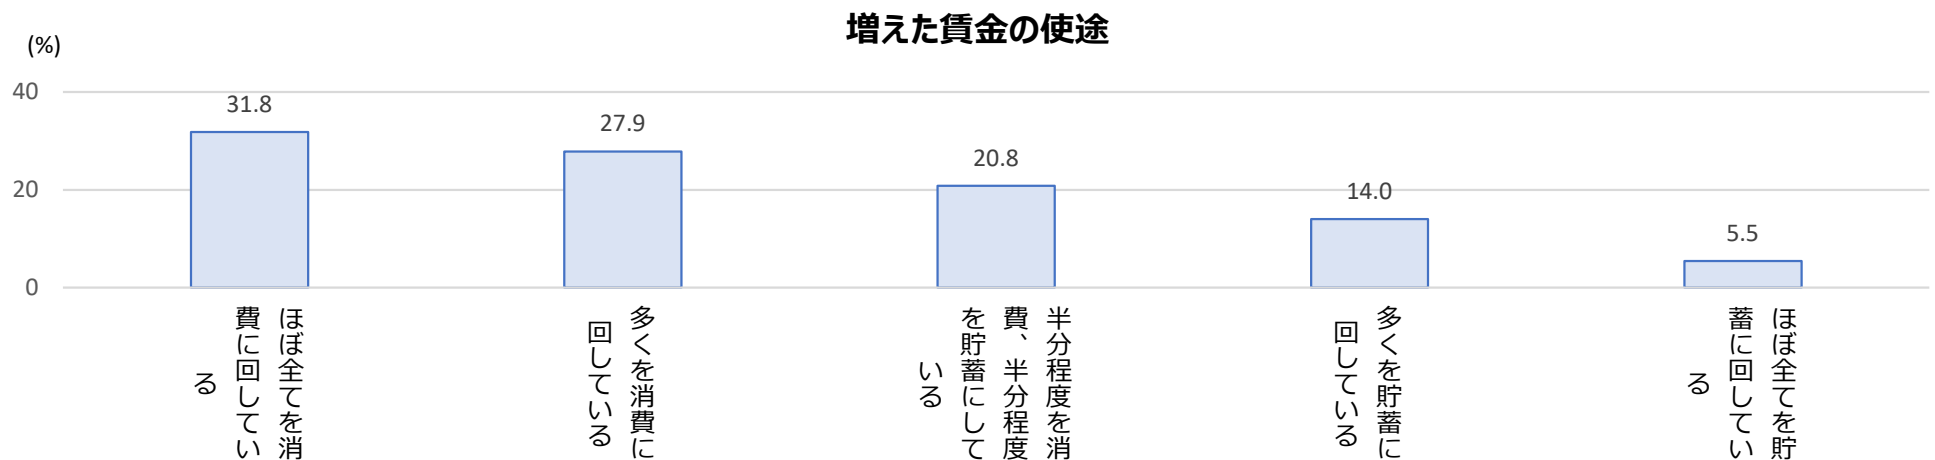 増えた賃金の使途
(%)
40
20
0
31.8
27.9
20.8
14.0
5.5
ほぼ全てを消
費に回してい
る
多くを消費に
回している
半分程度を消
費、半分程度
を貯蓄にして
いる
多くを貯蓄に
回している
ほぼ全てを貯
蓄に回してい
る